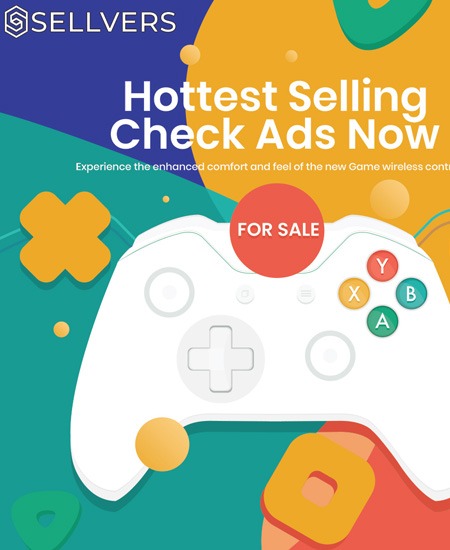 SELLVERS
Hottest Selling
Check Ads Now
Experience the enhanced comfort and feel of the new Game wireless
FOR SALE
Y
X B
A